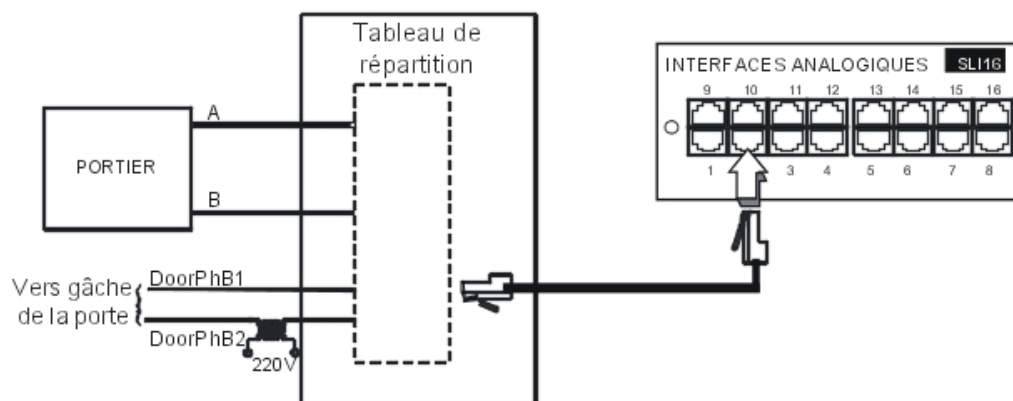 Tableau de
répartition
INTERFACES ANALOGIQUES SLI16
9 10 11 12 13 14 15 16
1 3 4 5 6 7 8
A
PORTIER
B
DoorPhB1
Vers gâche
de la porte
DoorPhB2
220V